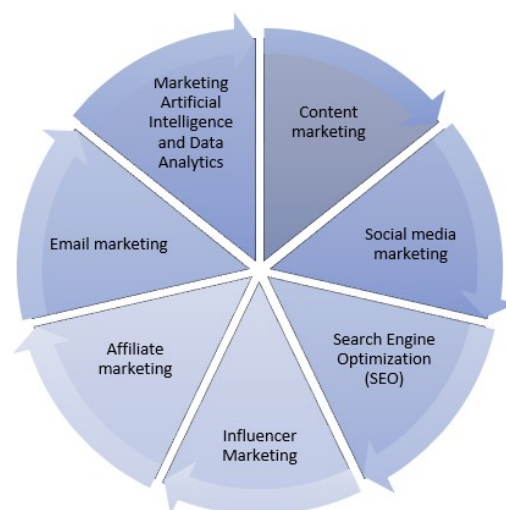 Marketing
Artificial
Intelligence
and Data
Analytics
Content
marketing
Social media
marketing
Search Engine
Optimization
(SEO)
Influencer
Marketing
Affiliate
marketing
Email marketing